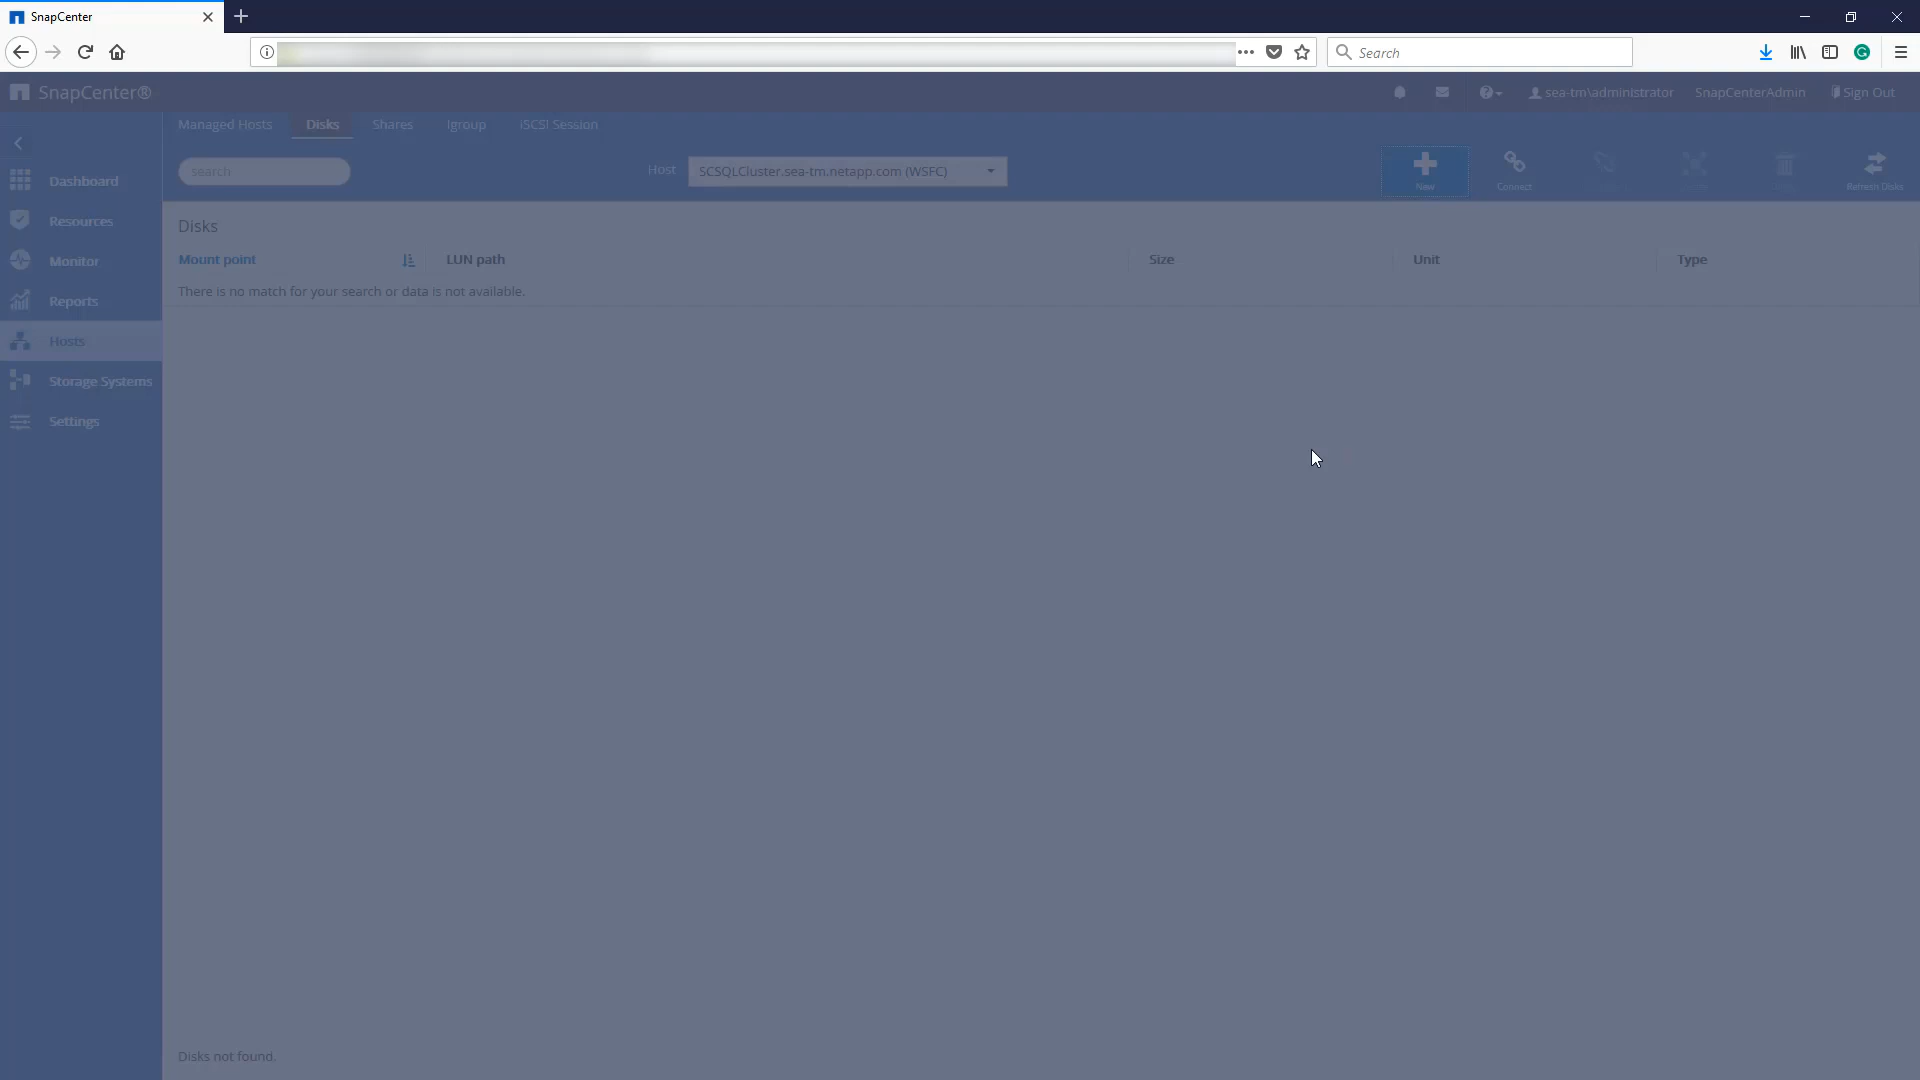 SnapCenter
Search
SnapCenter®
sea-tm\administrator
SnapCenterAdmin
Sign Out
Managed Hosts
Disks
Shares
Igroup
iSCSI Session
search
Host
SCSQLCluster.sea-tm.netapp.com (WSFC)
New
Connect
Refresh Disks
Dashboard
Resources
Monitor
Reports
Hosts
Storage Systems
Settings
Disks
Mount point
LUN path
Size
Unit
Type
There is no match for your search or data is not available.
Disks not found.